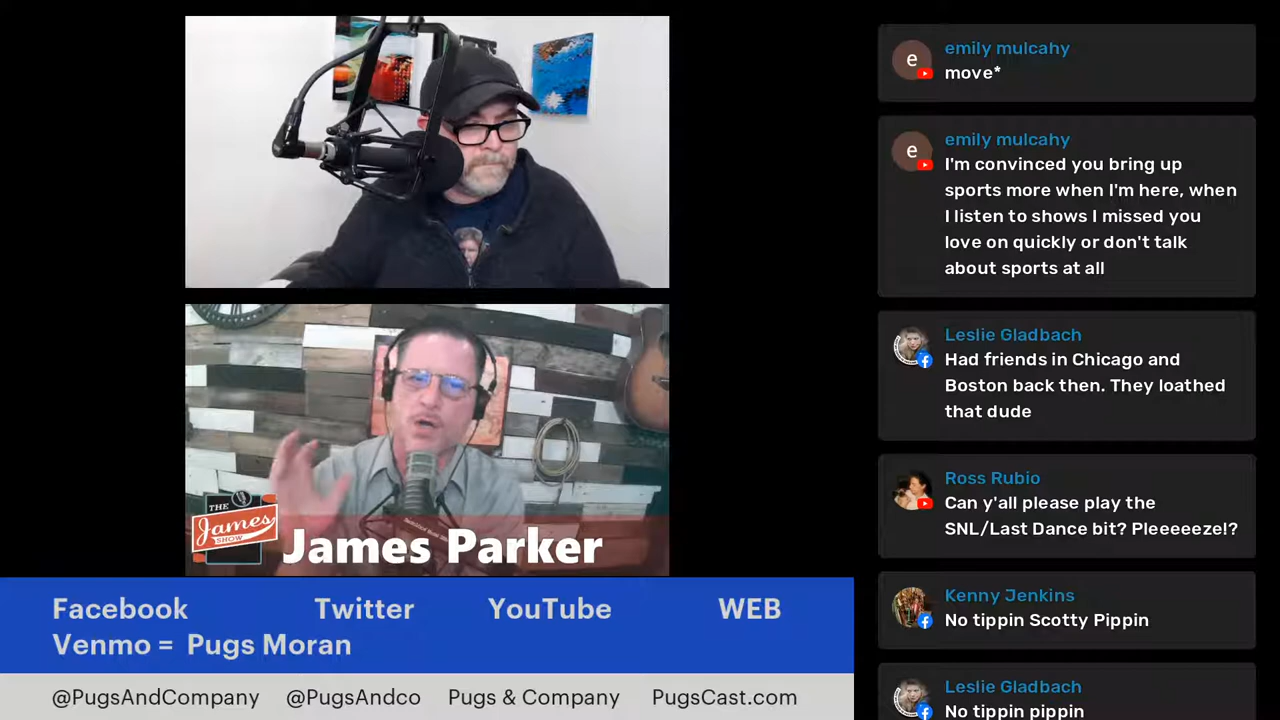 THE
James
SHOW
James Parker
Facebook Twitter YouTube WEB
Venmo = Pugs Moran
@PugsAndCompany @PugsAndco Pugs & Company PugsCast.com
e
emily mulcahy
move*
e
emily mulcahy
I'm convinced you bring up
sports more when I'm here, when
I listen to shows I missed you
love on quickly or don't talk
about sports at all
Leslie Gladbach
Had friends in Chicago and
Boston back then. They loathed
that dude
Ross Rubio
Can y'all please play the
SNL/Last Dance bit? Pleeeeeze!?
Kenny Jenkins
No tippin Scotty Pippin
Leslie Gladbach
No tippin pippin